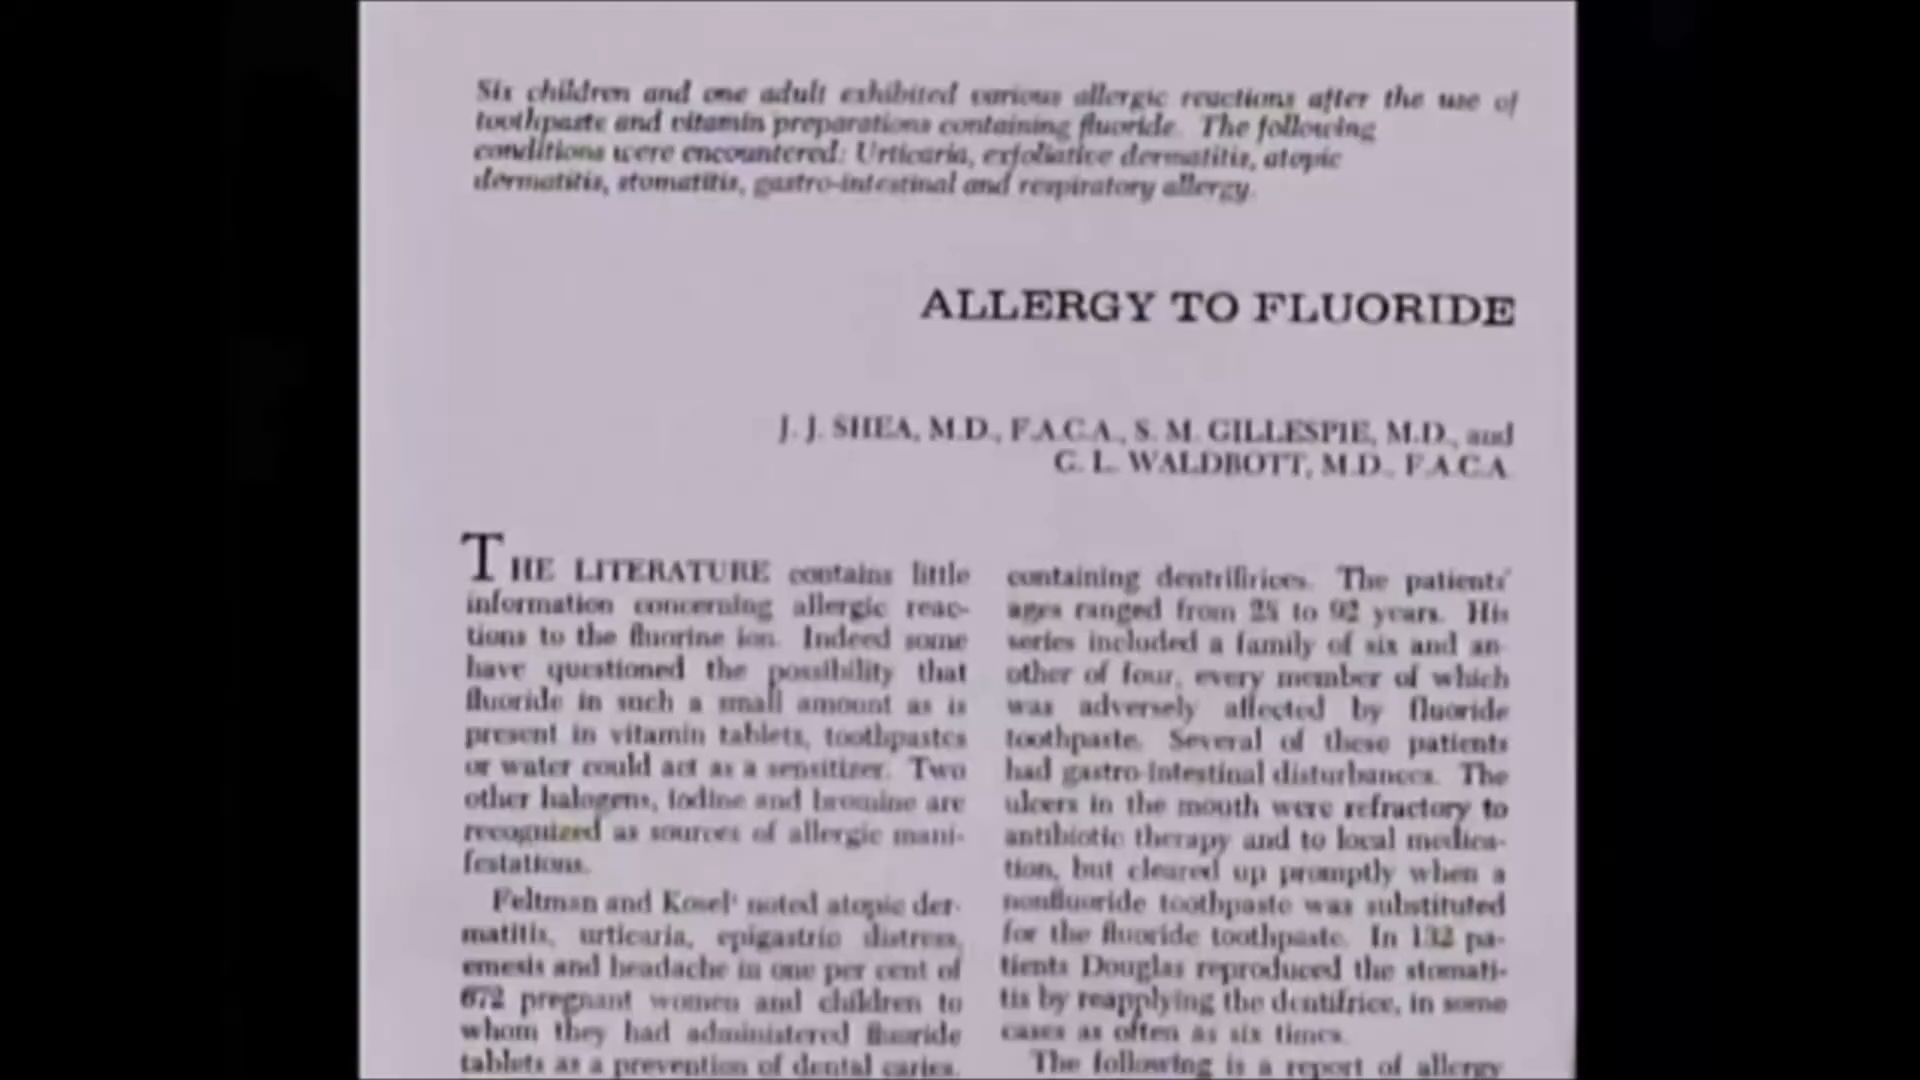 Six children and one adult exhibited various allergic reactions after the use of
toothpaste and vitamin preparations containing fluoride. The following
conditions were encountered: Urticaria, exfoliative dermatitis, atopic
dermatitis, stomatitis, gastro-intestinal and respiratory allergy.
ALLERGY TO FLUORIDE
J. J. SHEA, M.D., F.A.C.A., S. M. GILLESPIE, M.D., and
G. L. WALDBOTT, M.D., F.A.C.A.
THE LITERATURE contains little
information concerning allergic reac-
tions to the fluorine ion. Indeed some
have questioned the possibility that
fluoride in such a small amount as is
present in vitamin tablets, toothpastes
or water could act as a sensitizer. Two
other halogens, iodine and bromine are
recognized as sources of allergic mani-
festations.
Feltman and Kosel¹ noted atopic der-
matitis, urticaria, epigastric distress,
emesis and headache in one per cent of
672 pregnant women and children to
whom they had administered fluoride
tablets as a prevention of dental caries.
containing dentrifirices. The patients'
ages ranged from 28 to 92 years. His
series included a family of six and an-
other of four, every member of which
was adversely affected by fluoride
toothpaste. Several of these patients
had gastro-intestinal disturbances. The
ulcers in the mouth were refractory to
antibiotic therapy and to local medica-
tion, but cleared up promptly when a
nonfluoride toothpaste was substituted
for the fluoride toothpaste. In 132 pa-
tients Douglas reproduced the stomati-
tis by reapplying the dentifrice, in some
cases as often as six times.
The following is a report of allergy